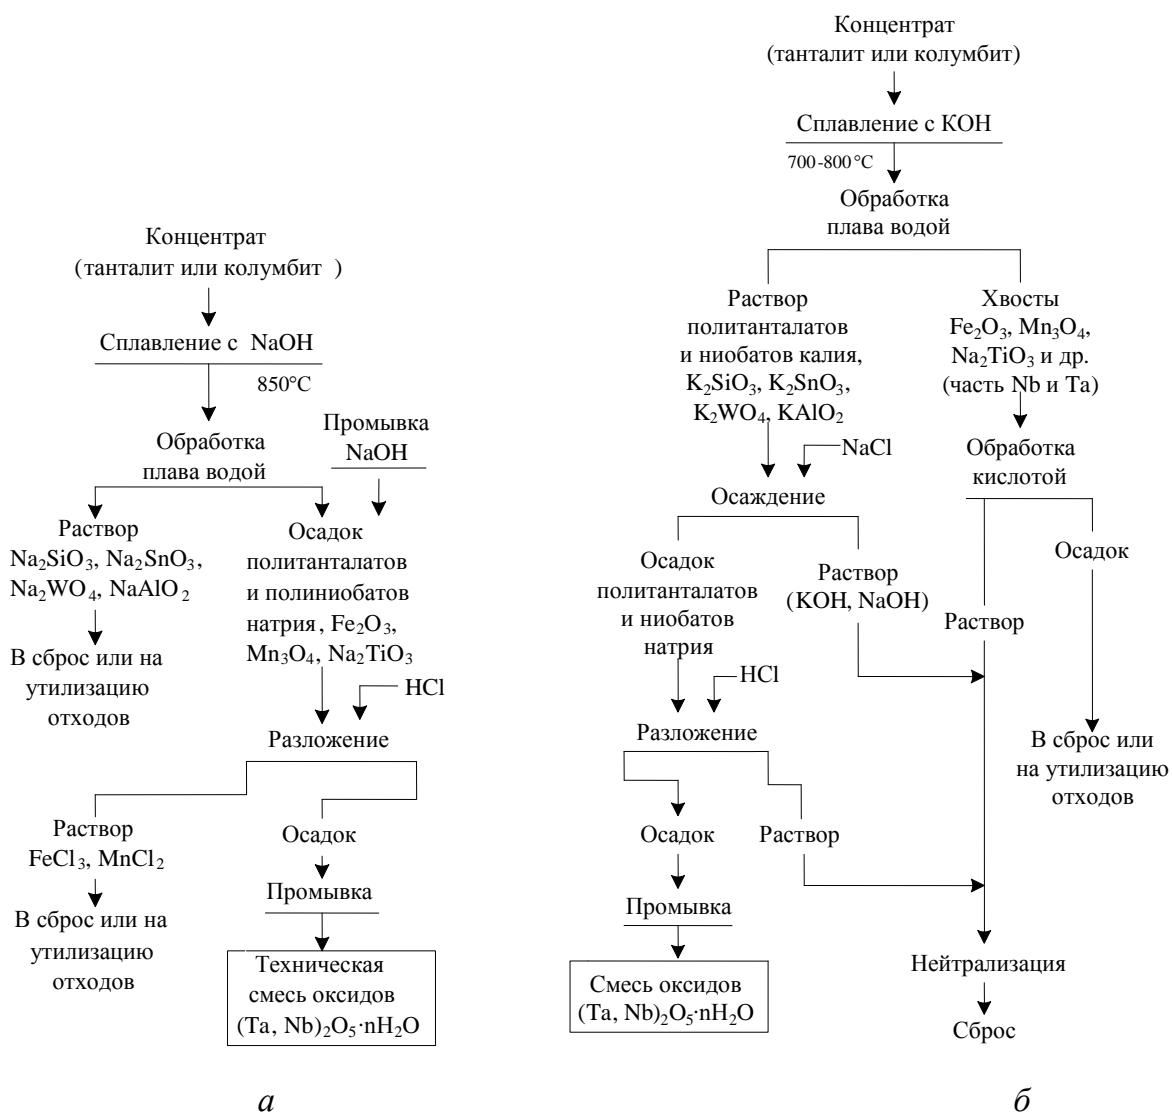 Концентрат
(танталит или колумбит )
Сплавление с NaOH
850°C
Обработка
плава водой
Промывка
NaOH
Раствор
Na₂SiO₃, Na₂SnO₃,
Na₂WO₄, NaAlO₂
В сброс или на
утилизацию
отходов
Осадок
политанталатов
и полиниобатов
натрия, Fe₂O₃,
Mn₃O₄, Na₂TiO₃
HCl
Разложение
Раствор
FeCl₃, MnCl₂
В сброс или на
утилизацию
отходов
Осадок
Промывка
Техническая
смесь оксидов
(Ta, Nb)₂O₅·nH₂O
а
Концентрат
(танталит или колумбит)
Сплавление с КОН
700-800°C
Обработка
плава водой
Раствор
политанталатов
и ниобатов калия,
K₂SiO₃, K₂SnO₃,
K₂WO₄, KAlO₂
NaCl
Осаждение
Хвосты
Fe₂O₃, Mn₃O₄,
Na₂TiO₃ и др.
(часть Nb и Ta)
Обработка
кислотой
Осадок
политанталатов
и ниобатов
натрия
Раствор
(KOH, NaOH)
Раствор
Осадок
HCl
Разложение
В сброс или
на утилизацию
отходов
Осадок
Раствор
Промывка
Смесь оксидов
(Ta, Nb)₂O₅·nH₂O
Нейтрализация
Сброс
б